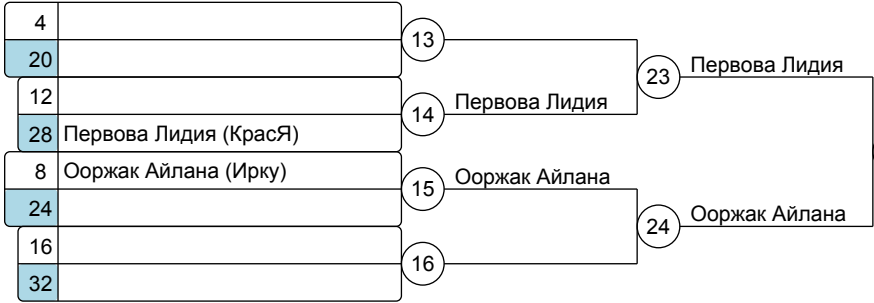 4
13
20
23 Первова Лидия
12
14 Первова Лидия
28 Первова Лидия (КрасЯ)
8 Ооржак Айлана (Ирку)
15 Ооржак Айлана
24
24 Ооржак Айлана
16
16
32